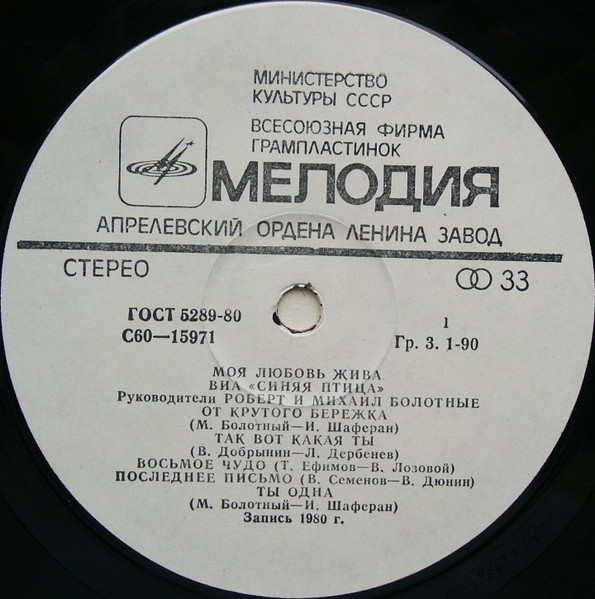 МИНИСТЕРСТВО
КУЛЬТУРЫ СССР
ВСЕСОЮЗНАЯ ФИРМА
ГРАМПЛАСТИНОК
МЕЛОДИЯ
АПРЕЛЕВСКИЙ ОРДЕНА ЛЕНИНА ЗАВОД
СТЕРЕО
33
ГОСТ 5289-80
С60—15971
1
Гр. 3. 1-90
МОЯ ЛЮБОВЬ ЖИВА
ВИА «СИНЯЯ ПТИЦА»
Руководители РОБЕРТ И МИХАИЛ БОЛОТНЫЕ
ОТ КРУТОГО БЕРЕЖКА
(М. Болотный—И. Шаферан)
ТАК ВОТ КАКАЯ ТЫ
(В. Добрынин—Л. Дербенев)
ВОСЬМОЕ ЧУДО (Т. Ефимов—В. Лозовой)
ПОСЛЕДНЕЕ ПИСЬМО (В. Семенов—В. Дюнин)
ТЫ ОДНА
(М. Болотный—И. Шаферан)
Запись 1980 г.